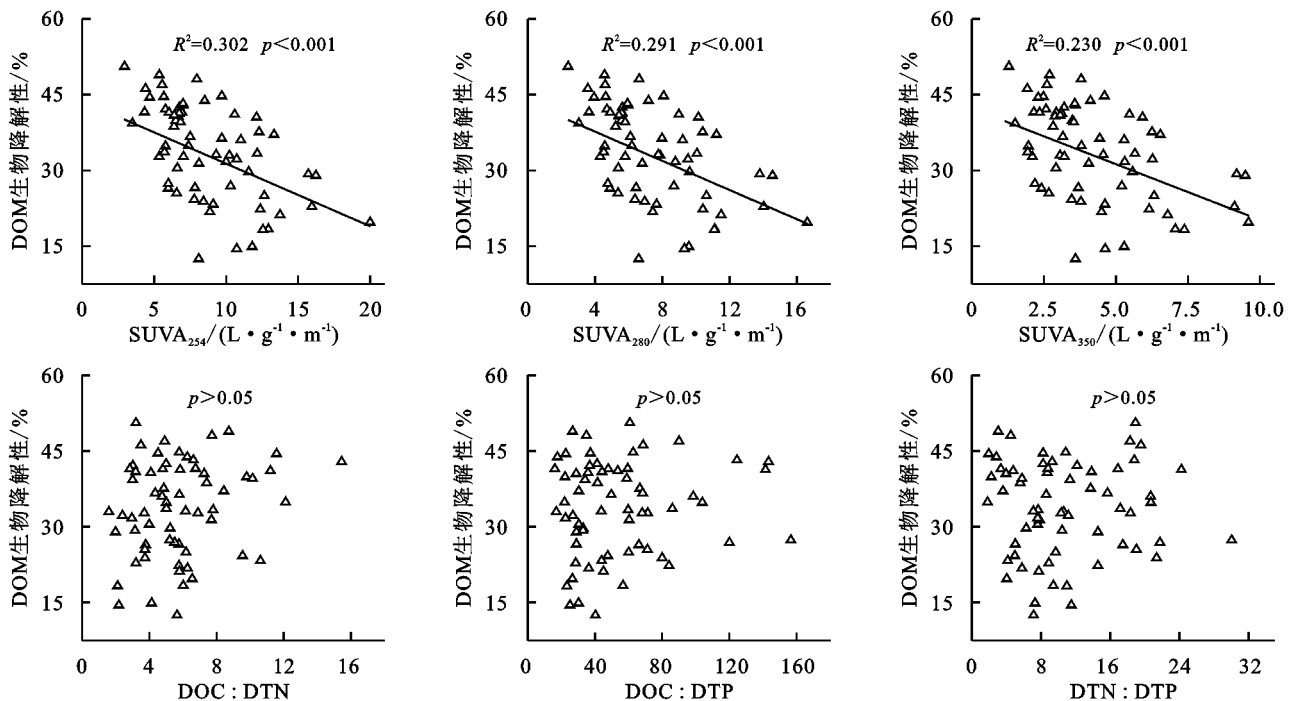 60
45
30
15
DOM生物降解性/%
R²=0.302 p<0.001
0 5 10 15 20
SUVA₂₅₄/(L·g⁻¹·m⁻¹)
60
45
30
15
DOM生物降解性/%
R²=0.291 p<0.001
0 4 8 12 16
SUVA₂₈₀/(L·g⁻¹·m⁻¹)
60
45
30
15
DOM生物降解性/%
R²=0.230 p<0.001
0 2.5 5.0 7.5 10.0
SUVA₃₅₀/(L·g⁻¹·m⁻¹)
60
45
30
15
DOM生物降解性/%
p>0.05
0 4 8 12 16
DOC:DTN
60
45
30
15
DOM生物降解性/%
p>0.05
0 40 80 120 160
DOC:DTP
60
45
30
15
DOM生物降解性/%
p>0.05
0 8 16 24 32
DTN:DTP